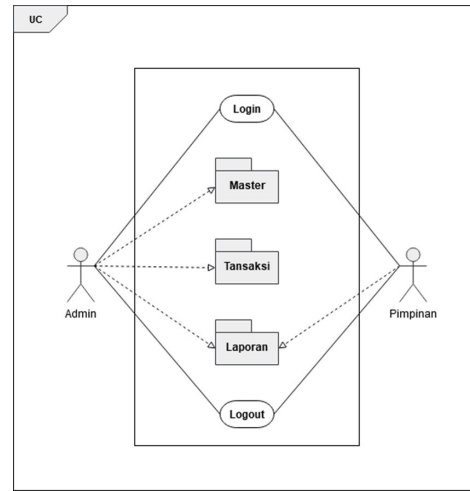 UC
Login
Master
Tansaksi
Admin
Pimpinan
Laporan
Logout